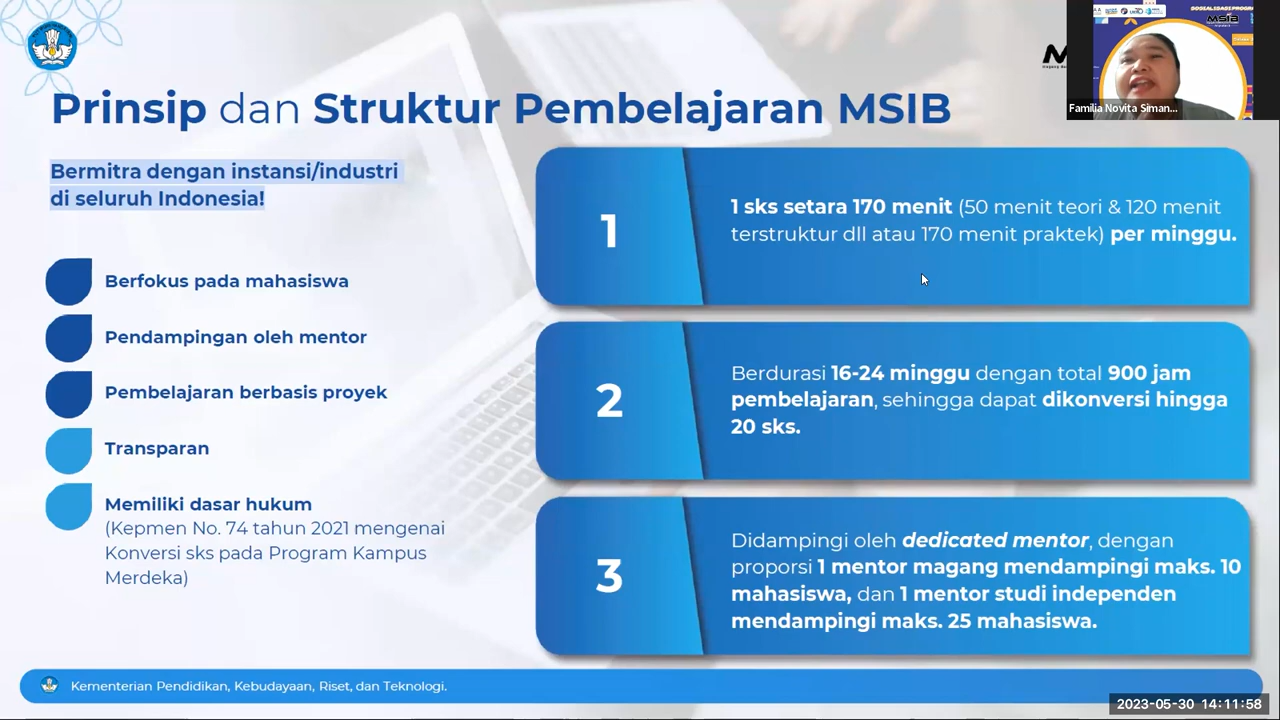 Prinsip dan Struktur Pembelajaran MSIB
Bermitra dengan instansi/industri
di seluruh Indonesia!
Berfokus pada mahasiswa
Pendampingan oleh mentor
Pembelajaran berbasis proyek
Transparan
Memiliki dasar hukum
(Kepmen No. 74 tahun 2021 mengenai
Konversi sks pada Program Kampus
Merdeka)
1
1 sks setara 170 menit (50 menit teori & 120 menit
terstruktur dll atau 170 menit praktek) per minggu.
2
Berdurasi 16-24 minggu dengan total 900 jam
pembelajaran, sehingga dapat dikonversi hingga
20 sks.
3
Didampingi oleh dedicated mentor, dengan
proporsi 1 mentor magang mendampingi maks. 10
mahasiswa, dan 1 mentor studi independen
mendampingi maks. 25 mahasiswa.
Familia Novita Siman...
Kementerian Pendidikan, Kebudayaan, Riset, dan Teknologi.
2023-05-30 14:11:58